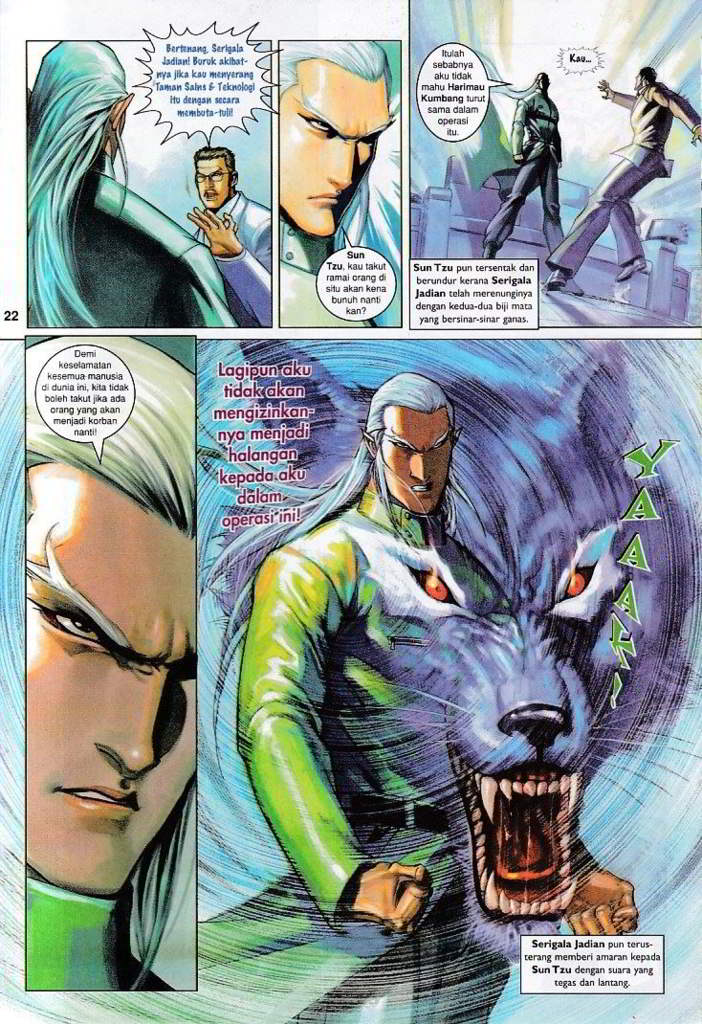 Bertenang, Serigala
Jadian! Buruk akibat-
nya jika kau menyerang
Taman Sains & Teknologi
itu dengan secara
membuta-tuli!
Sun
Tzu, kau takut
ramai orang di
situ akan kena
bunuh nanti
kan?
Itulah
sebabnya
aku tidak
mahu Harimau
Kumbang turut
sama dalam
operasi
itu.
Kau...
Sun Tzu pun tersentak dan
berundur kerana Serigala
Jadian telah merenunginya
dengan kedua-dua biji mata
yang bersinar-sinar ganas.
22
Demi
keselamatan
kesemua manusia
di dunia ini, kita tidak
boleh takut jika ada
orang yang akan
menjadi korban
nanti!
Lagipun aku
tidak akan
mengizinkan-
nya menjadi
halangan
kepada aku
dalam
operasi ini!
YAAAK!
Serigala Jadian pun terus-
terang memberi amaran kepada
Sun Tzu dengan suara yang
tegas dan lantang.